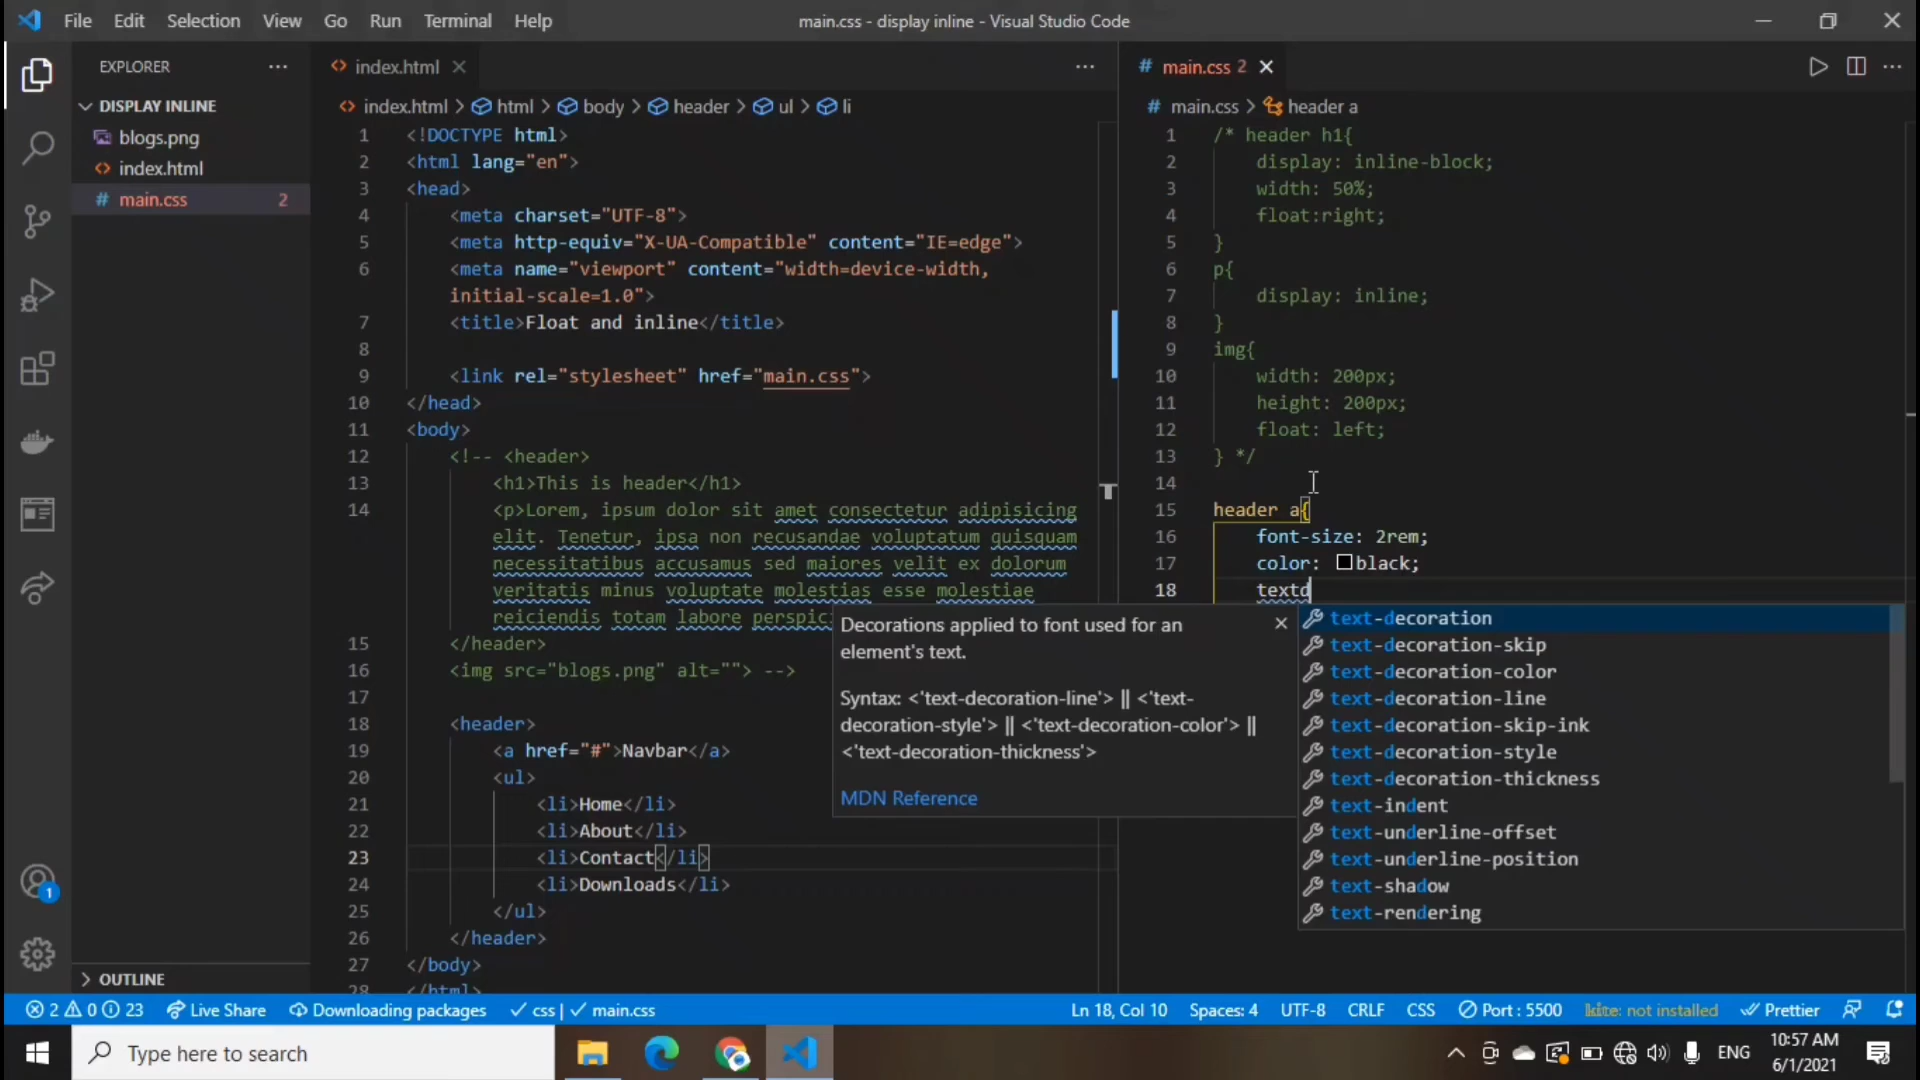 File Edit Selection View Go Run Terminal Help
main.css - display inline - Visual Studio Code
EXPLORER
DISPLAY INLINE
blogs.png
index.html
main.css 2
OUTLINE
index.html
index.html > html > body > header > ul > li
1 <!DOCTYPE html>
2 <html lang="en">
3 <head>
4 <meta charset="UTF-8">
5 <meta http-equiv="X-UA-Compatible" content="IE=edge">
6 <meta name="viewport" content="width=device-width,
initial-scale=1.0">
7 <title>Float and inline</title>
8
9 <link rel="stylesheet" href="main.css">
10 </head>
11 <body>
12 <!-- <header>
13 <h1>This is header</h1>
14 <p>Lorem, ipsum dolor sit amet consectetur adipisicing
elit. Tenetur, ipsa non recusandae voluptatum quisquam
necessitatibus accusamus sed maiores velit ex dolorum
veritatis minus voluptate molestias esse molestiae
reiciendis totam labore perspici
15 </header>
16 <img src="blogs.png" alt=""> -->
17
18 <header>
19 <a href="#">Navbar</a>
20 <ul>
21 <li>Home</li>
22 <li>About</li>
23 <li>Contact</li>
24 <li>Downloads</li>
25 </ul>
26 </header>
27 </body>
28 </html>
main.css 2
main.css > header a
1 /* header h1{
2 display: inline-block;
3 width: 50%;
4 float:right;
5 }
6 p{
7 display: inline;
8 }
9 img{
10 width: 200px;
11 height: 200px;
12 float: left;
13 } */
14
15 header a{
16 font-size: 2rem;
17 color: black;
18 textd
Decorations applied to font used for an
element's text.
Syntax: <'text-decoration-line'> || <'text-
decoration-style'> || <'text-decoration-color'> ||
<'text-decoration-thickness'>
MDN Reference
text-decoration
text-decoration-skip
text-decoration-color
text-decoration-line
text-decoration-skip-ink
text-decoration-style
text-decoration-thickness
text-indent
text-underline-offset
text-underline-position
text-shadow
text-rendering
1
2 0 23 Live Share Downloading packages css | main.css
Ln 18, Col 10 Spaces: 4 UTF-8 CRLF CSS Port : 5500 kite: not installed Prettier
Type here to search
ENG
10:57 AM
6/1/2021